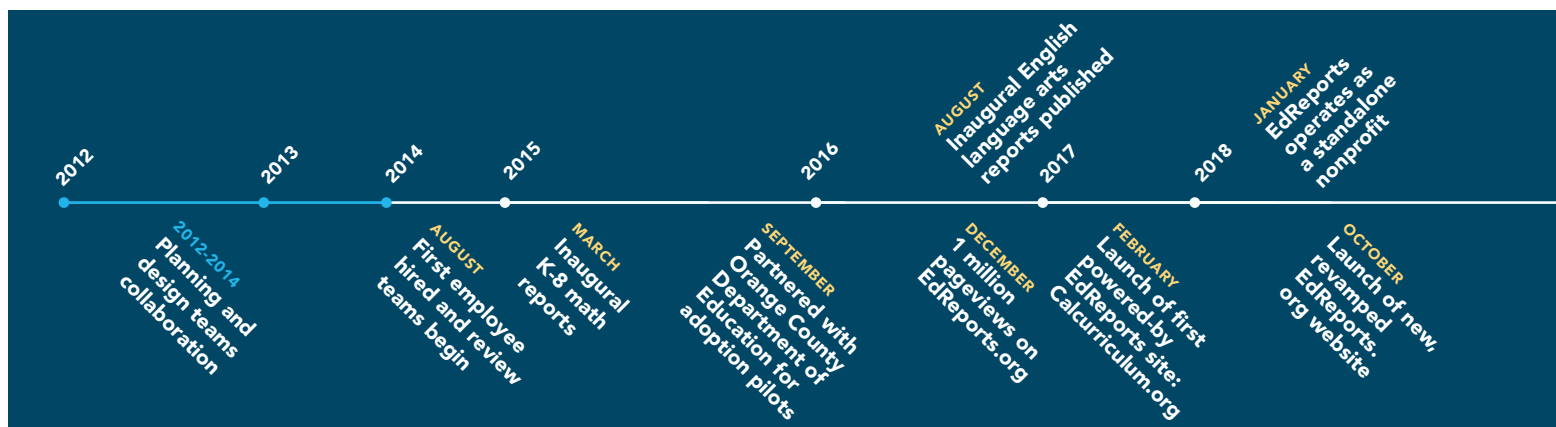 2012
2012-2014
Planning and
design teams
collaboration
2013
2014
AUGUST
First employee
hired and review
teams begin
2015
MARCH
Inaugural
K-8 math
reports
SEPTEMBER
Partnered with
Orange County
Department of
Education for
adoption pilots
2016
AUGUST
Inaugural English
language arts
reports published
DECEMBER
1 million
pageviews on
EdReports.org
2017
FEBRUARY
Launch of first
powered-by
EdReports site:
Calcurriculum.org
2018
JANUARY
EdReports
operates as
a standalone
nonprofit
OCTOBER
Launch of new,
revamped
EdReports.
org website